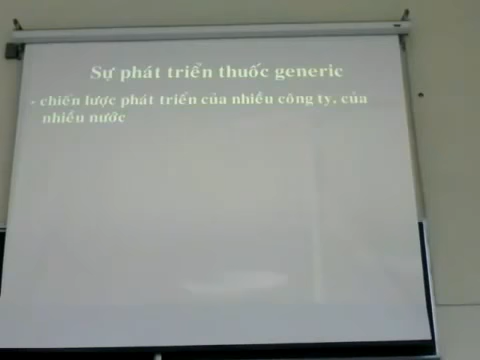 Sự phát triển thuốc generic
- chiến lược phát triển của nhiều công ty, của
nhiều nước